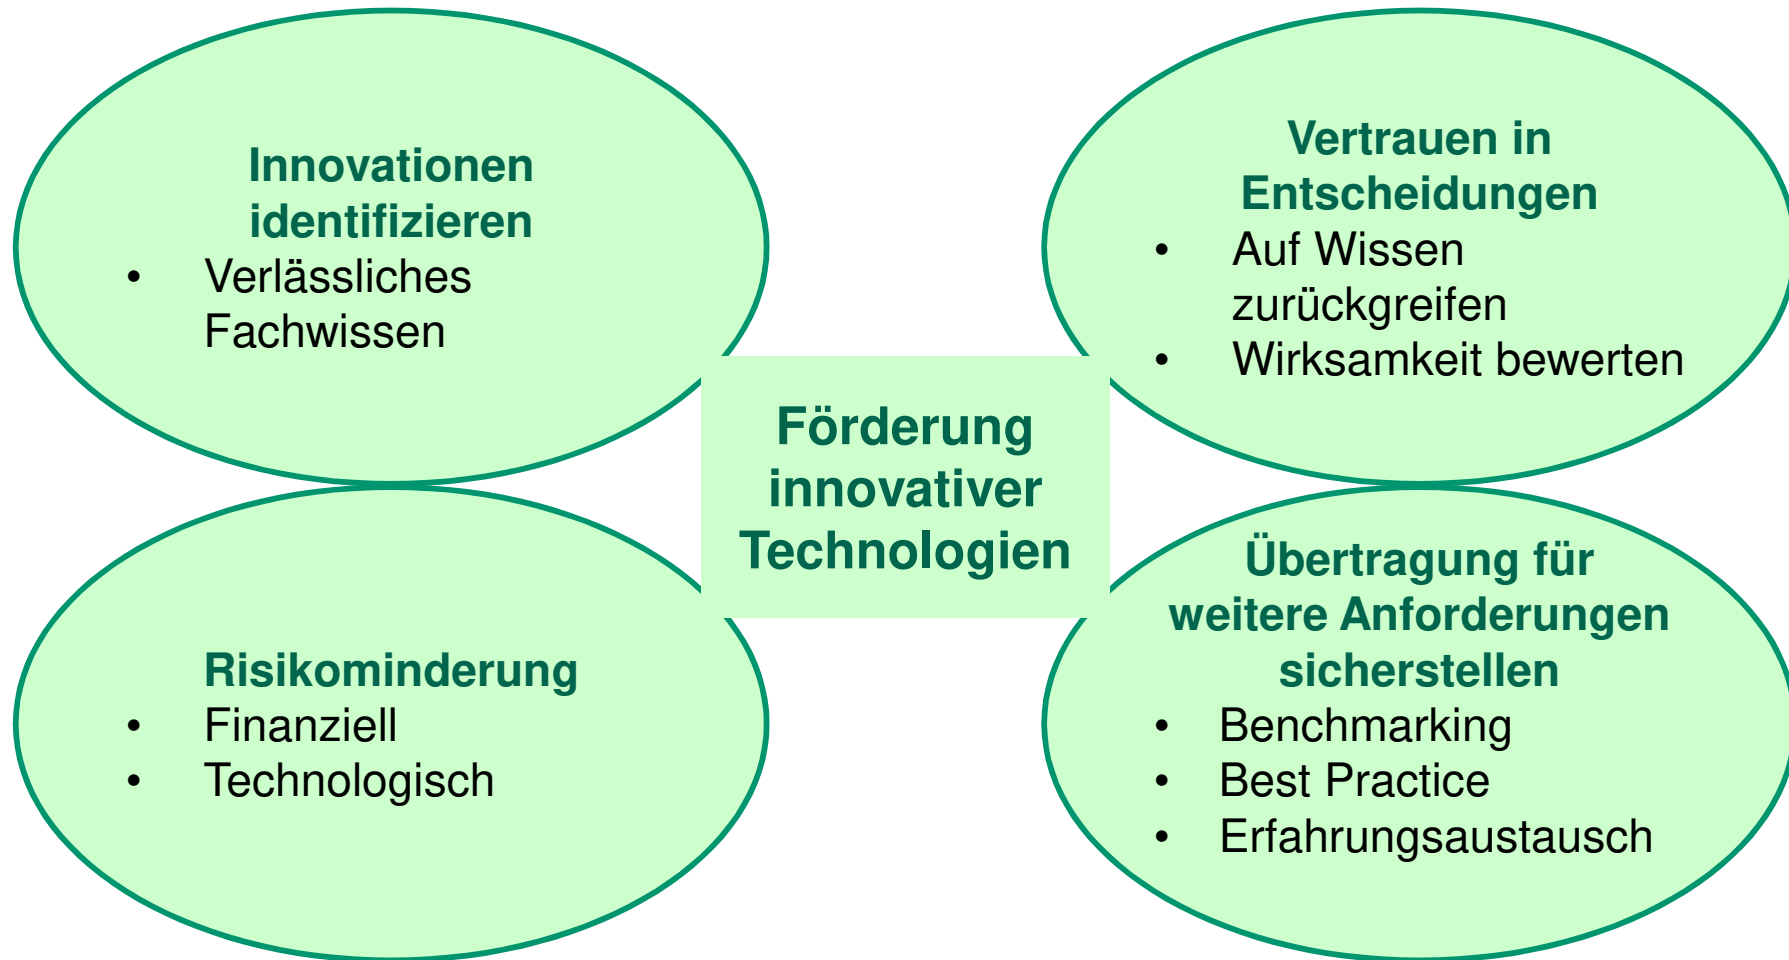 Innovationen
identifizieren
• Verlässliches
Fachwissen
Vertrauen in
Entscheidungen
• Auf Wissen
zurückgreifen
• Wirksamkeit bewerten
Förderung
innovativer
Technologien
Risikominderung
• Finanziell
• Technologisch
Übertragung für
weitere Anforderungen
sicherstellen
• Benchmarking
• Best Practice
• Erfahrungsaustausch